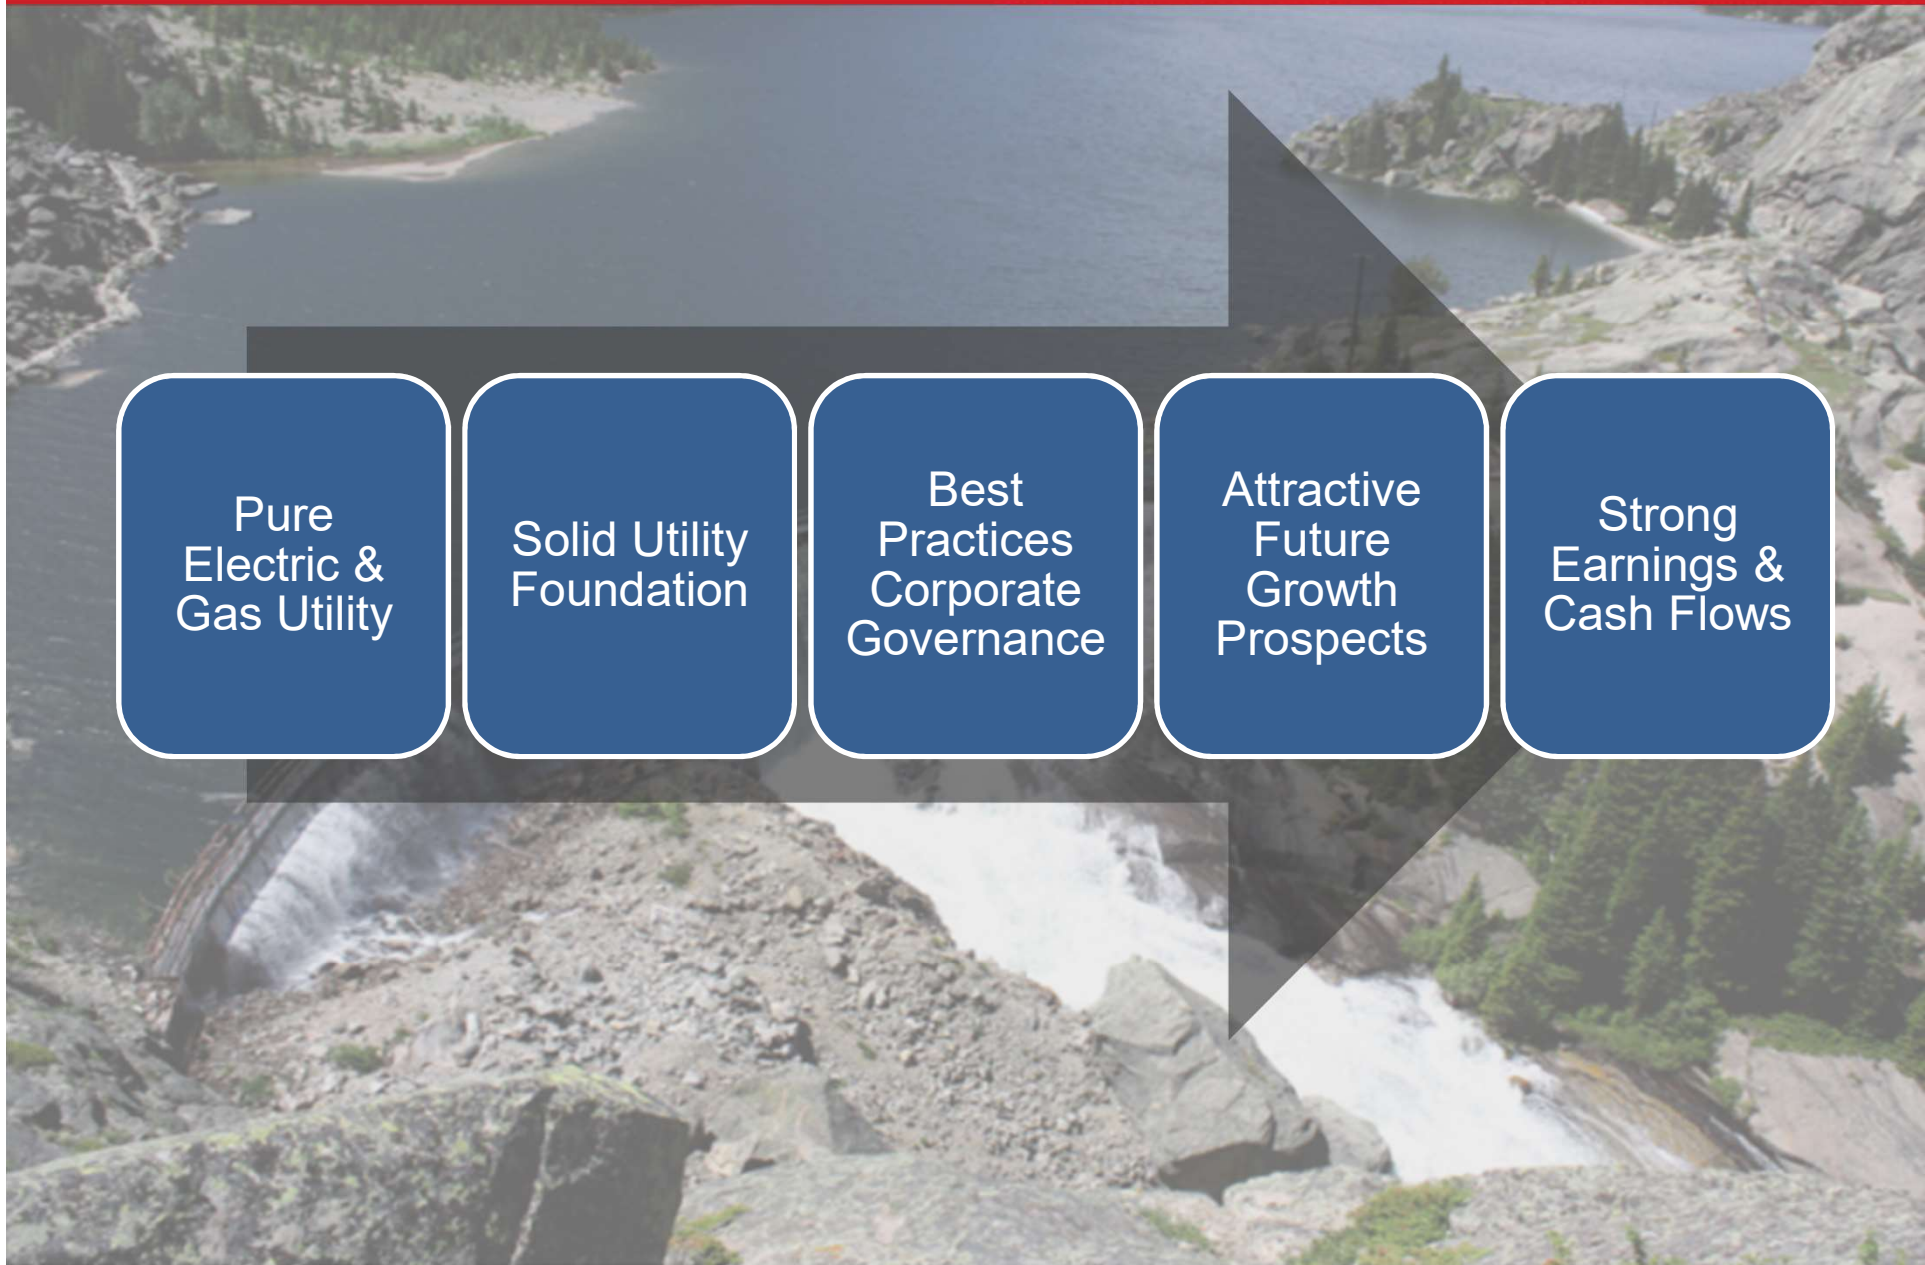 Pure
Electric &
Gas Utility
Solid Utility
Foundation
Best
Practices
Corporate
Governance
Attractive
Future
Growth
Prospects
Strong
Earnings &
Cash Flows